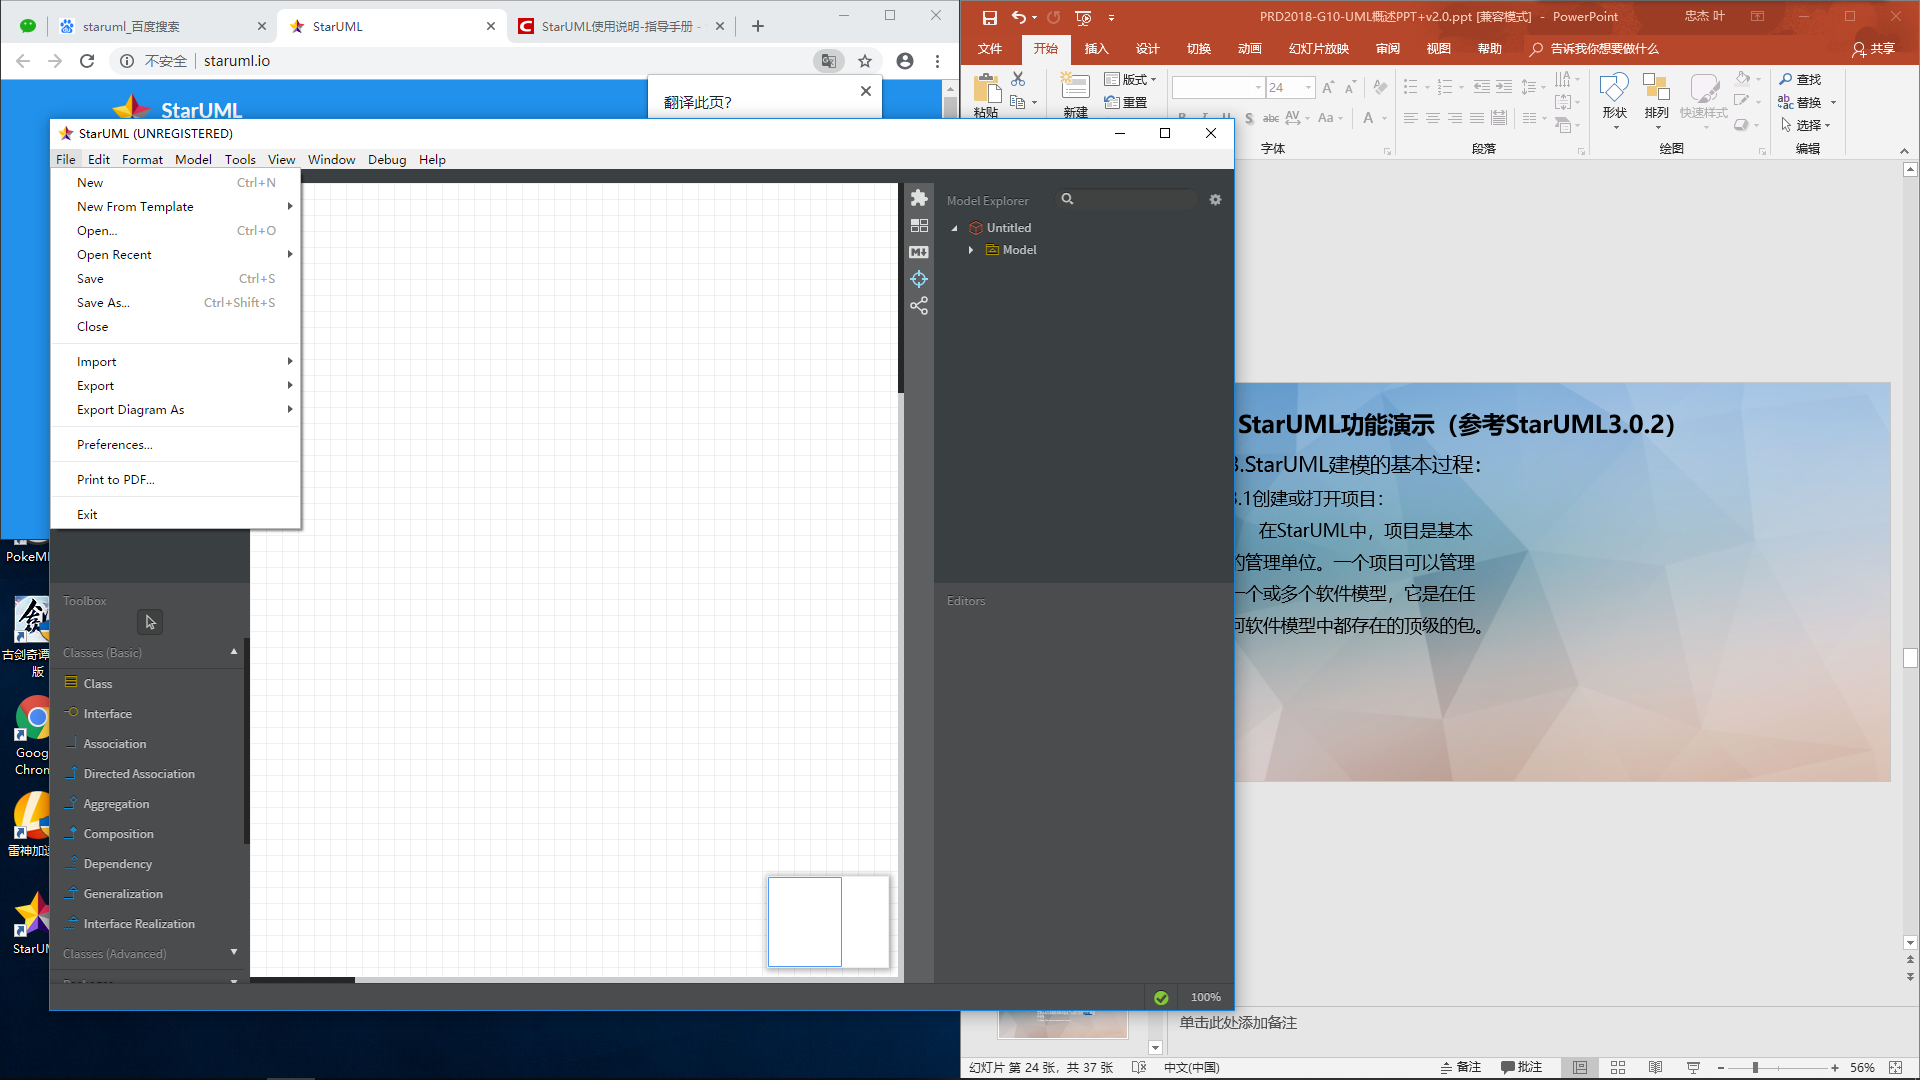 staruml_百度搜索
StarUML
StarUML使用说明-指导手册 -
不安全
staruml.io
StarUML
翻译此页?
StarUML (UNREGISTERED)
File Edit Format Model Tools View Window Debug Help
New Ctrl+N
New From Template
Open... Ctrl+O
Open Recent
Save Ctrl+S
Save As... Ctrl+Shift+S
Close
Import
Export
Export Diagram As
Preferences...
Print to PDF...
Exit
Toolbox
Classes (Basic)
Class
Interface
Association
Directed Association
Aggregation
Composition
Dependency
Generalization
Interface Realization
Classes (Advanced)
Model Explorer
Untitled
Model
Editors
100%
古剑奇谭
版
Goog
Chron
雷神加速
StarUM
PRD2018-G10-UML概述PPT+v2.0.ppt [兼容模式] - PowerPoint
忠杰 叶
文件 开始 插入 设计 切换 动画 幻灯片放映 审阅 视图 帮助 告诉我你想要做什么 共享
粘贴
新建
版式
重置
24
字体
段落
形状
排列
快速样式
绘图
查找
替换
选择
编辑
StarUML功能演示（参考StarUML3.0.2）
3.StarUML建模的基本过程：
3.1创建或打开项目：
在StarUML中，项目是基本
的管理单位。一个项目可以管理
一个或多个软件模型，它是在任
何软件模型中都存在的顶级的包。
单击此处添加备注
幻灯片 第 24 张，共 37 张
中文(中国)
备注
批注
56%